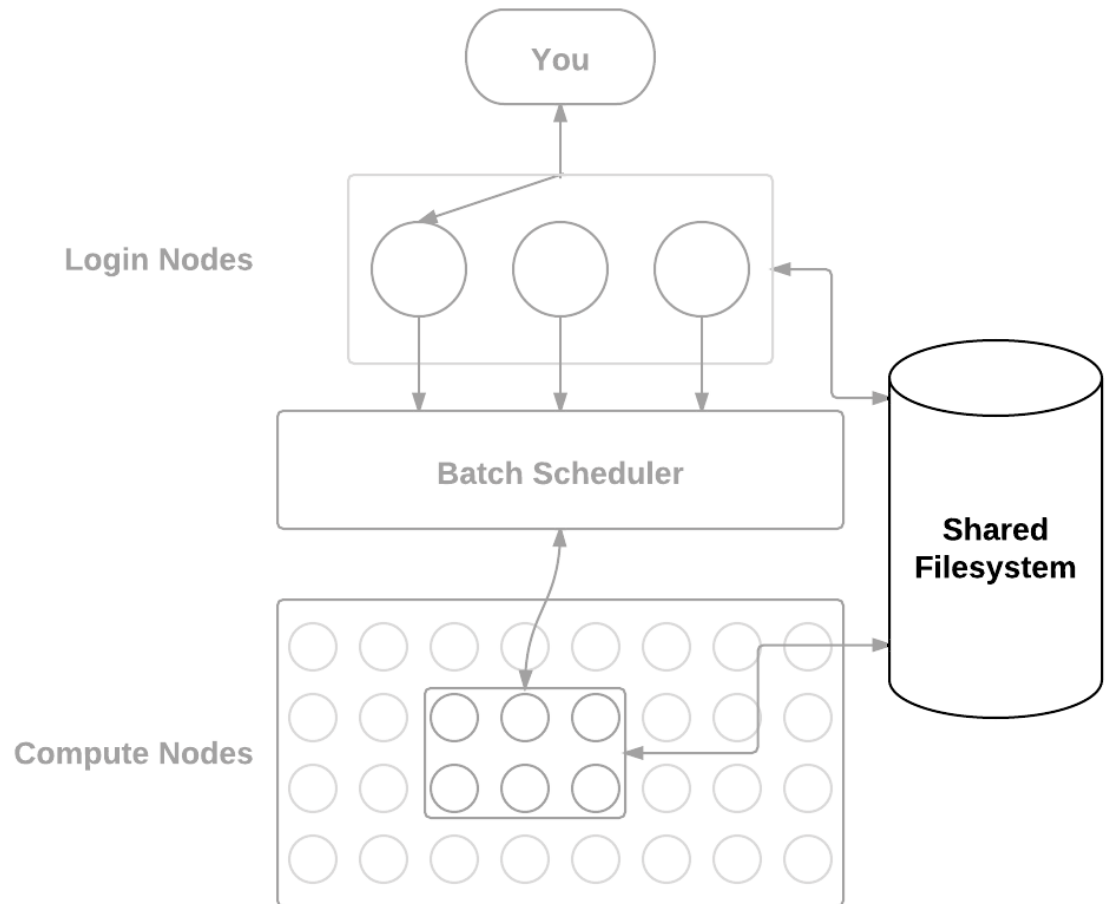 You
Login Nodes
Batch Scheduler
Shared
Filesystem
Compute Nodes